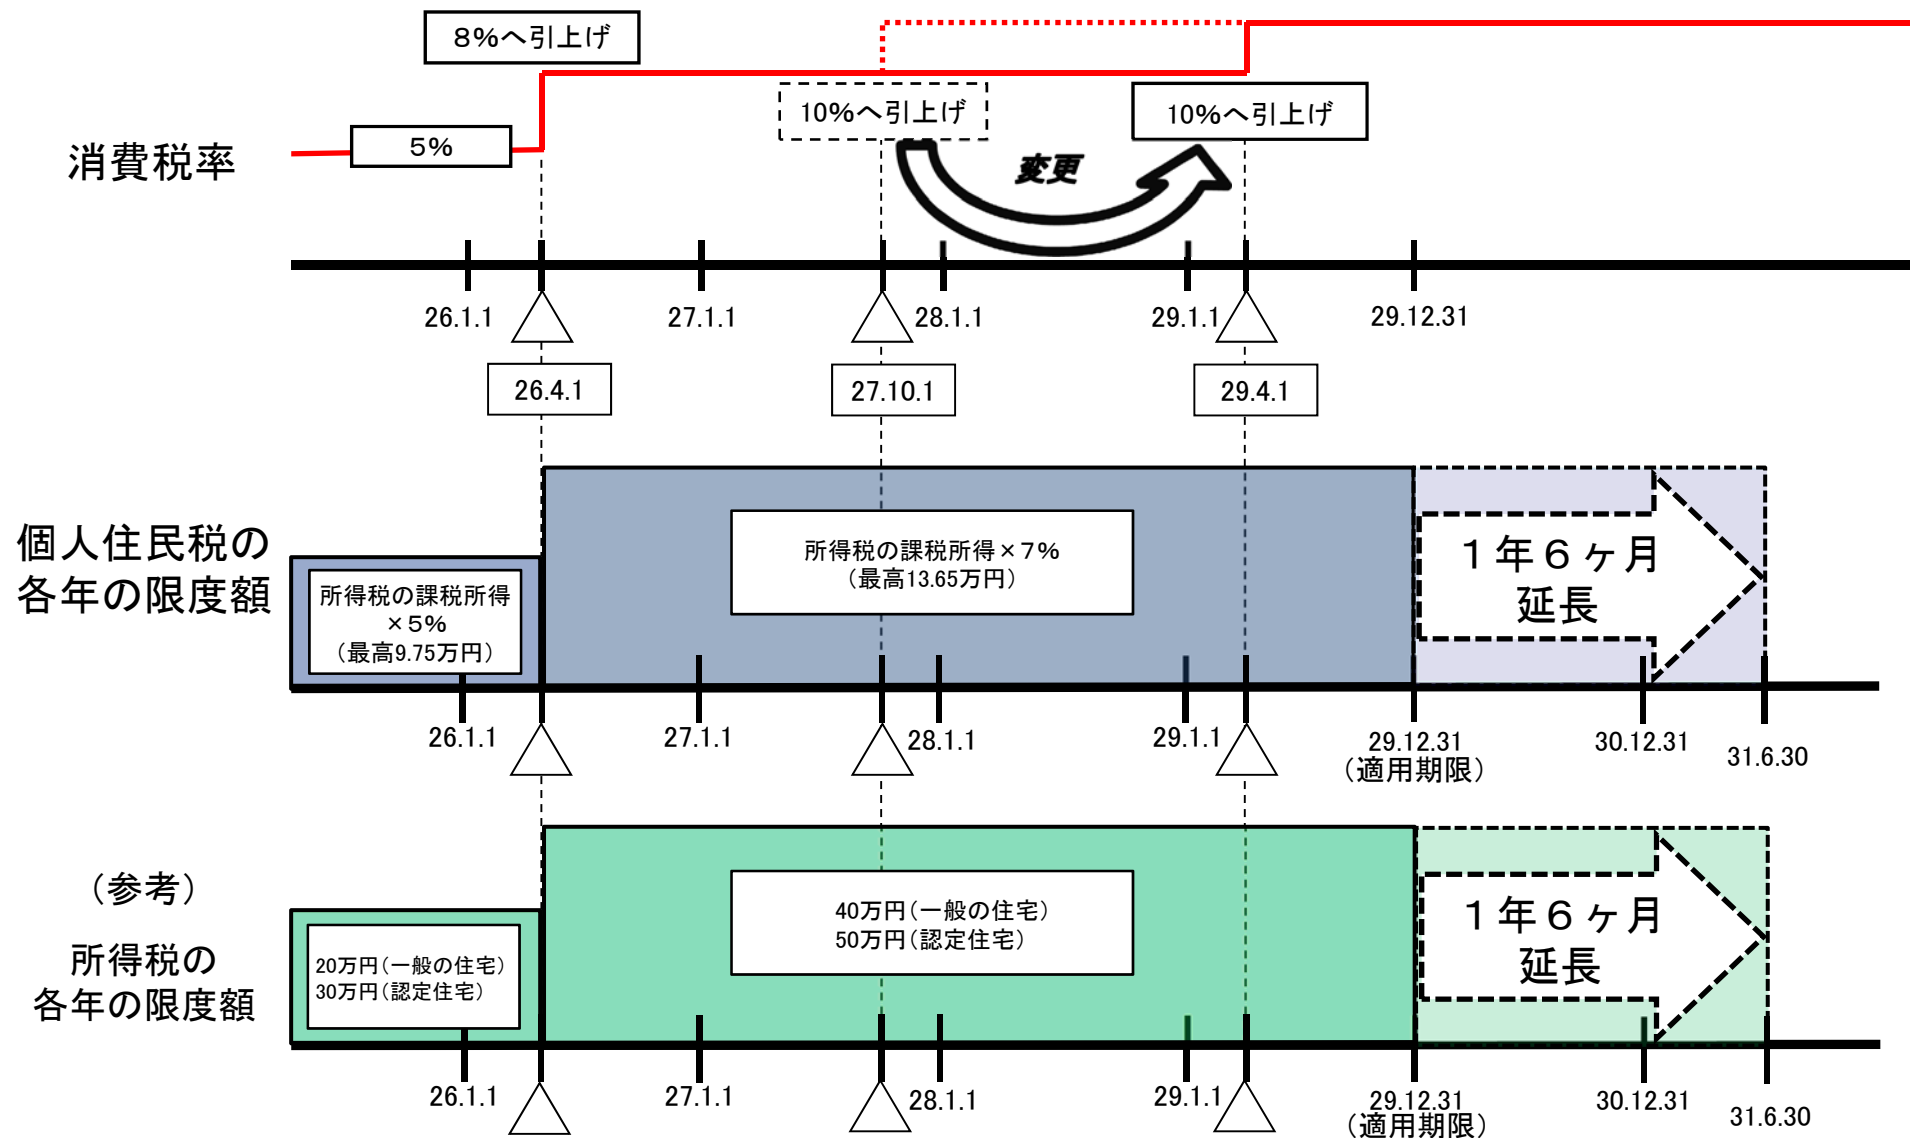 8%へ引上げ
10%へ引上げ
10%へ引上げ
5%
消費税率
変更
26.1.1
27.1.1
28.1.1
29.1.1
29.12.31
26.4.1
27.10.1
29.4.1
個人住民税の
各年の限度額
所得税の課税所得
×5%
(最高9.75万円)
所得税の課税所得×7%
(最高13.65万円)
1年6ヶ月
延長
26.1.1
27.1.1
28.1.1
29.1.1
29.12.31
(適用期限)
30.12.31
31.6.30
(参考)
所得税の
各年の限度額
20万円(一般の住宅)
30万円(認定住宅)
40万円(一般の住宅)
50万円(認定住宅)
1年6ヶ月
延長
26.1.1
27.1.1
28.1.1
29.1.1
29.12.31
(適用期限)
30.12.31
31.6.30